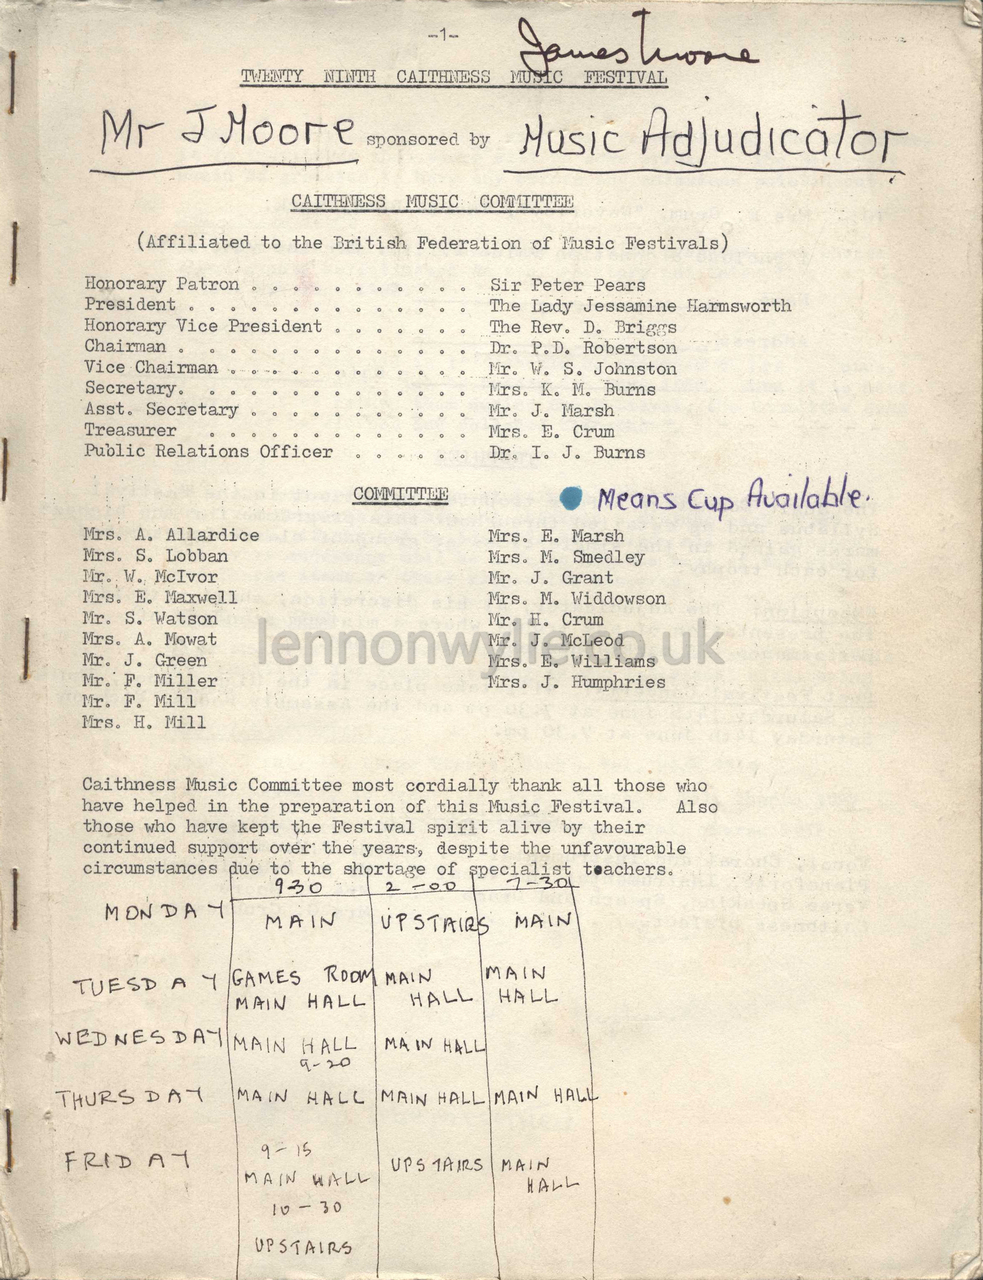 -1-
James Moore
TWENTY NINTH CAITHNESS MUSIC FESTIVAL
Mr J Moore sponsored by Music Adjudicator
CAITHNESS MUSIC COMMITTEE
(Affiliated to the British Federation of Music Festivals)
Honorary Patron . . . . . . . . . . . Sir Peter Pears
President . . . . . . . . . . . . . . The Lady Jessamine Harmsworth
Honorary Vice President . . . . . . . The Rev. D. Briggs
Chairman . . . . . . . . . . . . . . Dr. P.D. Robertson
Vice Chairman . . . . . . . . . . . . Mr. W. S. Johnston
Secretary. . . . . . . . . . . . . . Mrs. K. M. Burns
Asst. Secretary . . . . . . . . . . . Mr. J. Marsh
Treasurer . . . . . . . . . . . . . Mrs. E. Crum
Public Relations Officer . . . . . . Dr. I. J. Burns
COMMITTEE Means Cup Available.
Mrs. A. Allardice Mrs. E. Marsh
Mrs. S. Lobban Mrs. M. Smedley
Mr. W. McIvor Mr. J. Grant
Mrs. E. Maxwell Mrs. M. Widdowson
Mr. S. Watson Mr. H. Crum
Mrs. A. Mowat Mr. J. McLeod
lennonwylie.co.uk
Mr. J. Green Mrs. E. Williams
Mr. F. Miller Mrs. J. Humphries
Mr. F. Mill
Mrs. H. Mill
Caithness Music Committee most cordially thank all those who
have helped in the preparation of this Music Festival. Also
those who have kept the Festival spirit alive by their
continued support over the years, despite the unfavourable
circumstances due to the shortage of specialist teachers.
9-30 2-00 7-30
MONDAY MAIN UPSTAIRS MAIN
TUESDAY GAMES ROOM MAIN MAIN
MAIN HALL HALL HALL
WEDNESDAY MAIN HALL MAIN HALL
9-20
THURSDAY MAIN HALL MAIN HALL MAIN HALL
FRIDAY 9-15 UPSTAIRS MAIN
MAIN HALL HALL
10-30
UPSTAIRS